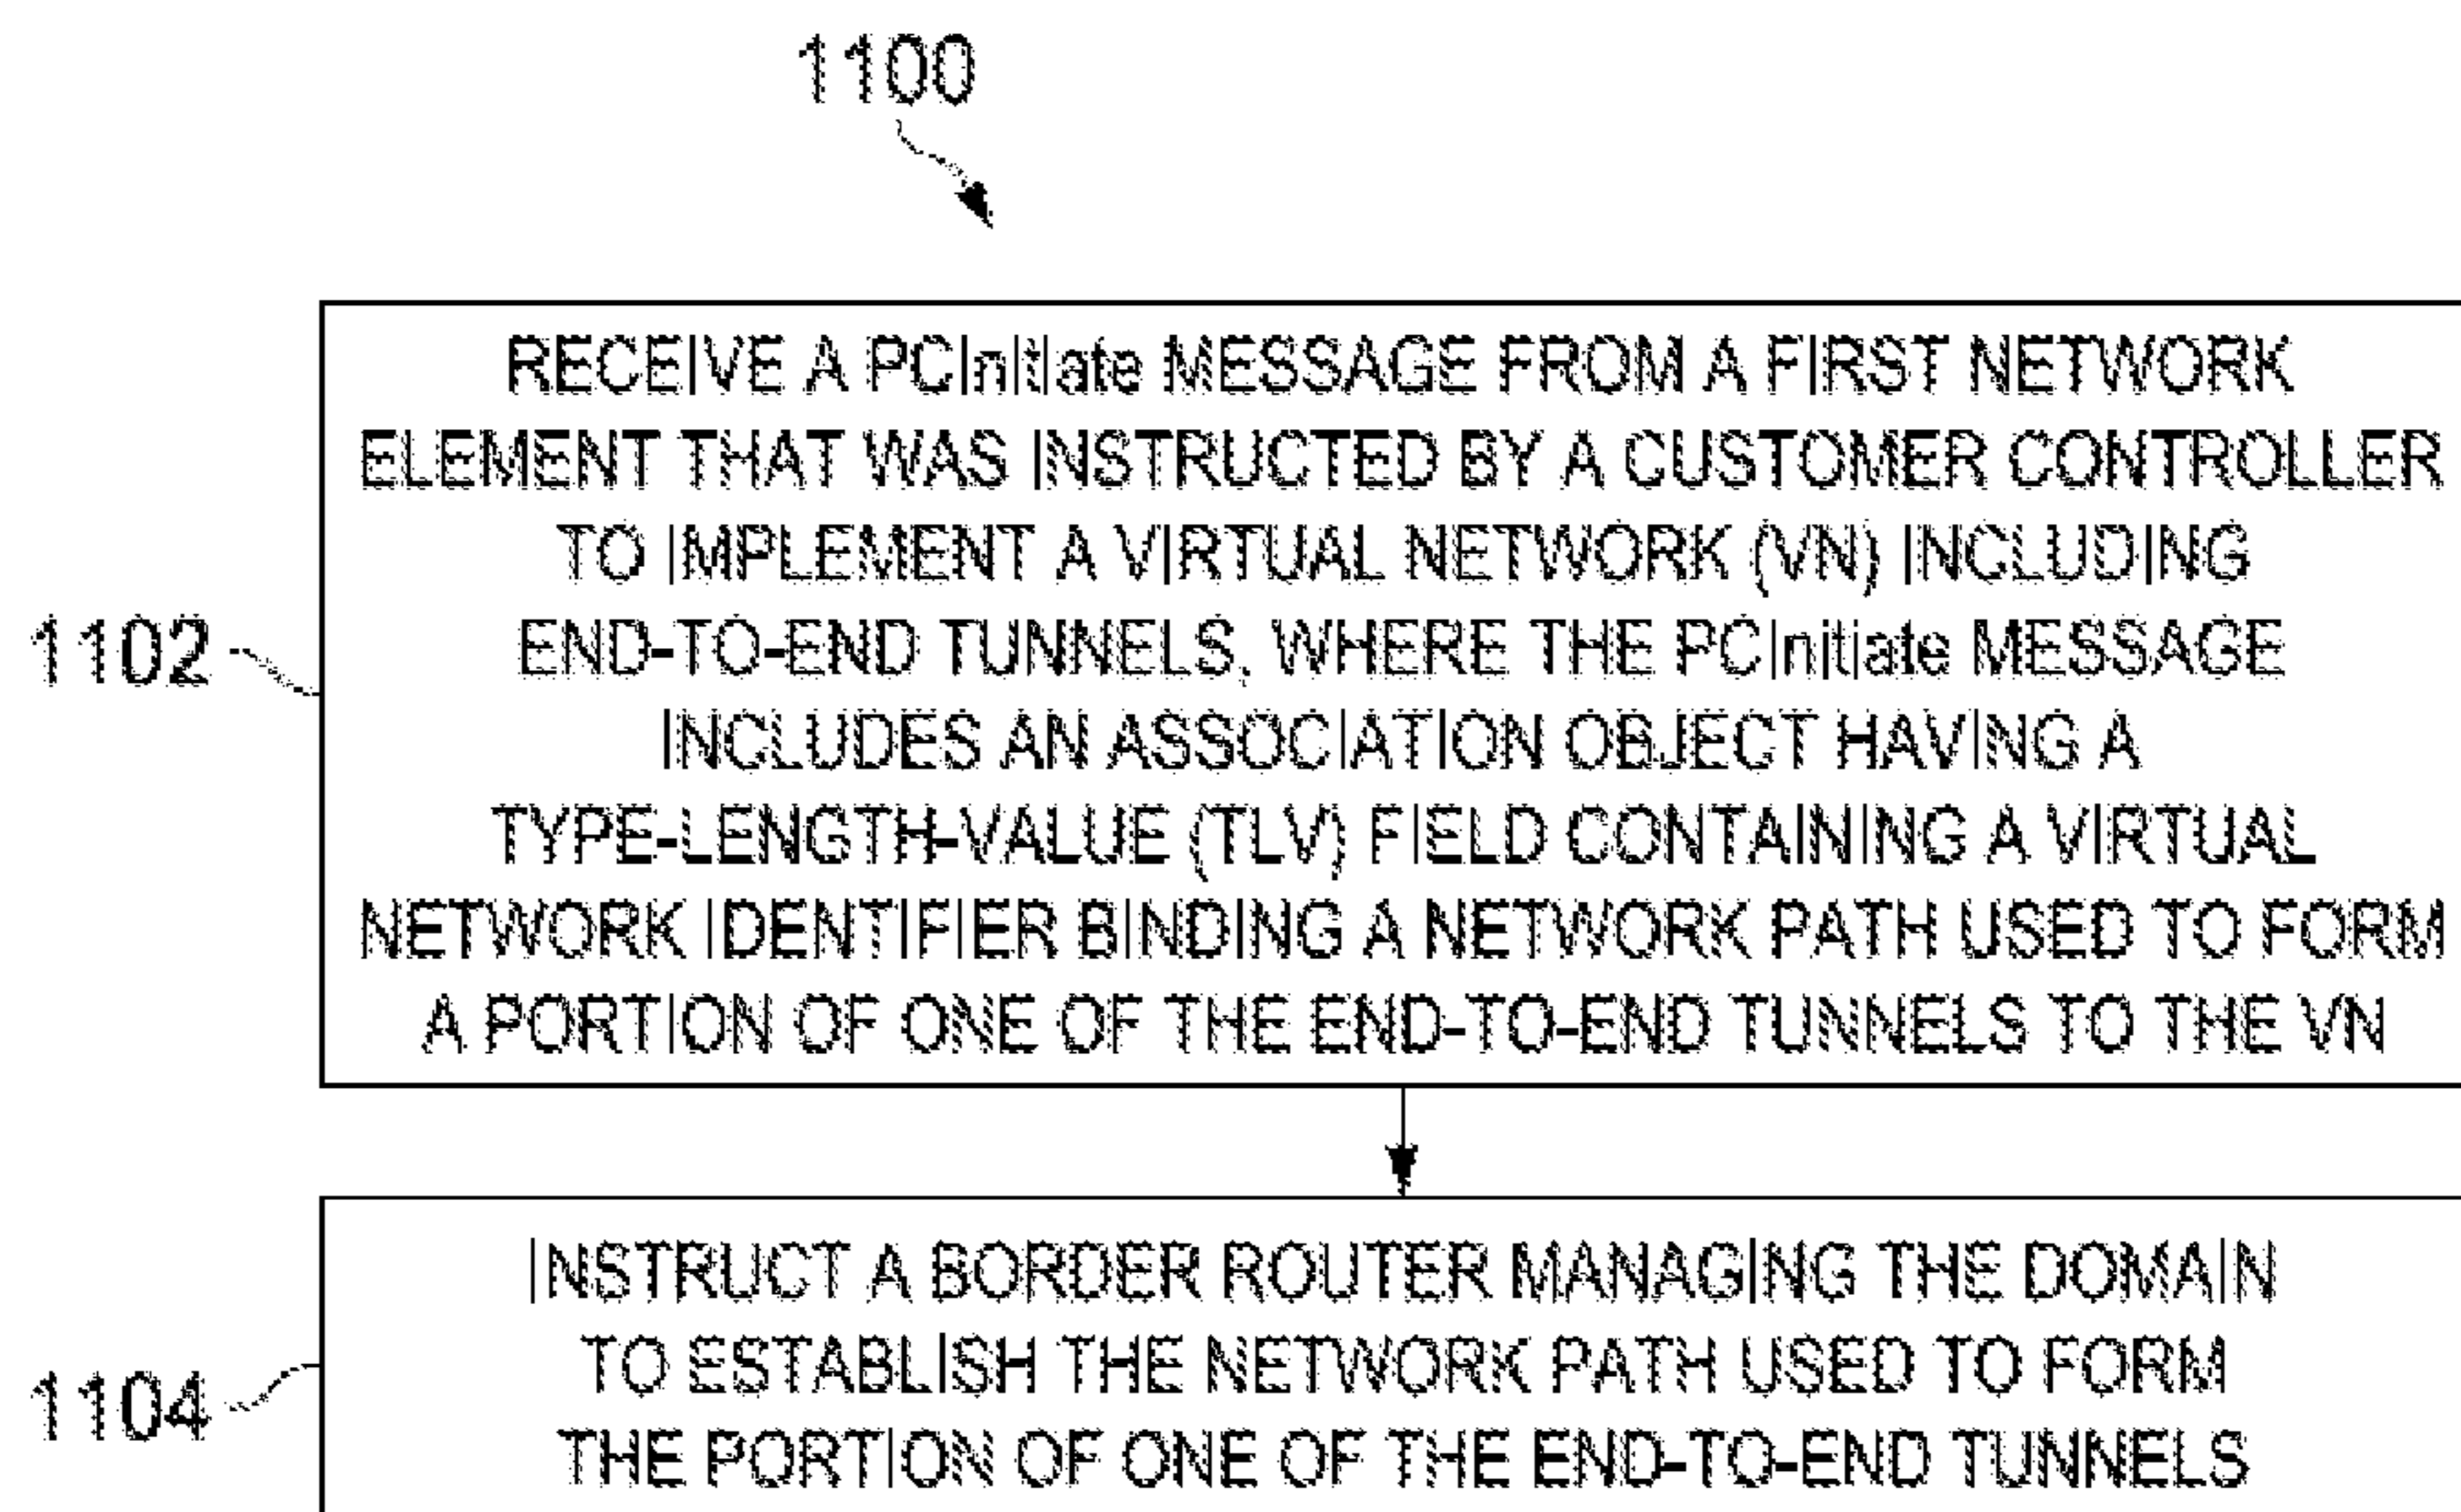 1100
RECEIVE A PCInitiate MESSAGE FROM A FIRST NETWORK
ELEMENT THAT WAS INSTRUCTED BY A CUSTOMER CONTROLLER
TO IMPLEMENT A VIRTUAL NETWORK (VN) INCLUDING
END-TO-END TUNNELS, WHERE THE PCInitiate MESSAGE
1102
INCLUDES AN ASSOCIATION OBJECT HAVING A
TYPE-LENGTH-VALUE (TLV) FIELD CONTAINING A VIRTUAL
NETWORK IDENTIFIER BINDING A NETWORK PATH USED TO FORM
A PORTION OF ONE OF THE END-TO-END TUNNELS TO THE VN
INSTRUCT A BORDER ROUTER MANAGING THE DOMAIN
TO ESTABLISH THE NETWORK PATH USED TO FORM
1104
THE PORTION OF ONE OF THE END-TO-END TUNNELS